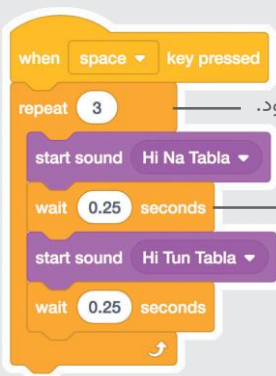 when space key pressed
repeat 3
ود.
start sound Hi Na Tabla
wait 0.25 seconds
start sound Hi Tun Tabla
wait 0.25 seconds